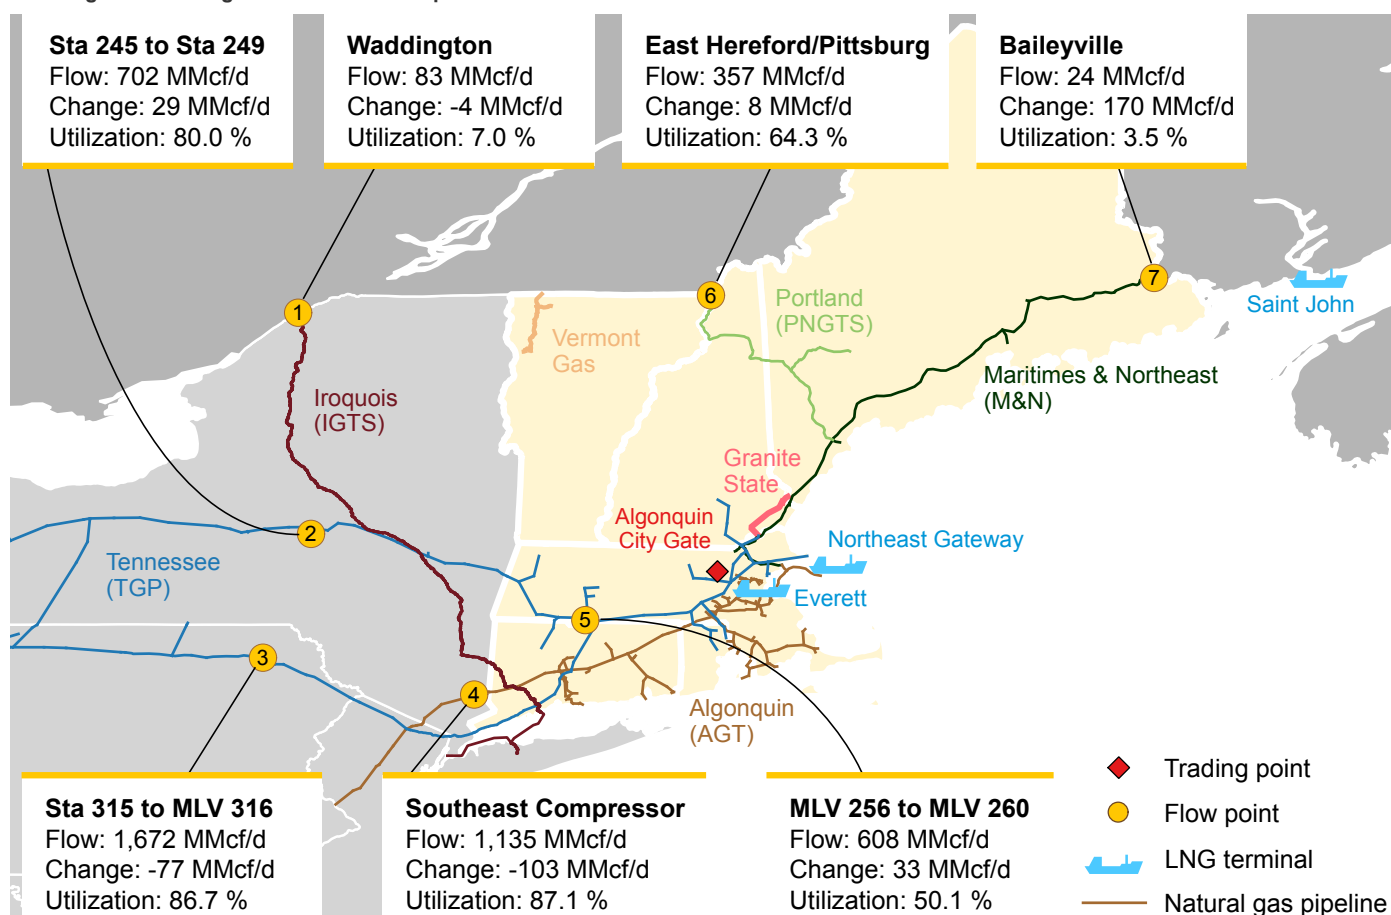 Sta 245 to Sta 249
Flow: 702 MMcf/d
Change: 29 MMcf/d
Utilization: 80.0 %
Waddington
Flow: 83 MMcf/d
Change: -4 MMcf/d
Utilization: 7.0 %
East Hereford/Pittsburg
Flow: 357 MMcf/d
Change: 8 MMcf/d
Utilization: 64.3 %
Baileyville
Flow: 24 MMcf/d
Change: 170 MMcf/d
Utilization: 3.5 %
1
6
7
Saint John
Portland
(PNGTS)
Vermont
Gas
Maritimes & Northeast
(M&N)
Iroquois
(IGTS)
Granite
State
Algonquin
City Gate
2
Northeast Gateway
Tennessee
(TGP)
Everett
5
3
4
Algonquin
(AGT)
Sta 315 to MLV 316
Flow: 1,672 MMcf/d
Change: -77 MMcf/d
Utilization: 86.7 %
Southeast Compressor
Flow: 1,135 MMcf/d
Change: -103 MMcf/d
Utilization: 87.1 %
MLV 256 to MLV 260
Flow: 608 MMcf/d
Change: 33 MMcf/d
Utilization: 50.1 %
Trading point
Flow point
LNG terminal
Natural gas pipeline